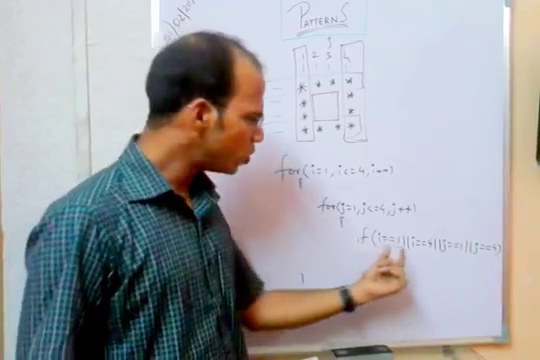 PATTERNS
j
1 2 3 4
* * * *
* *
* *
* * * *
for(i=1, i<=4, i++)
for(j=1, j<=4, j++)
if(i==1||i==4||j==1||j==4)